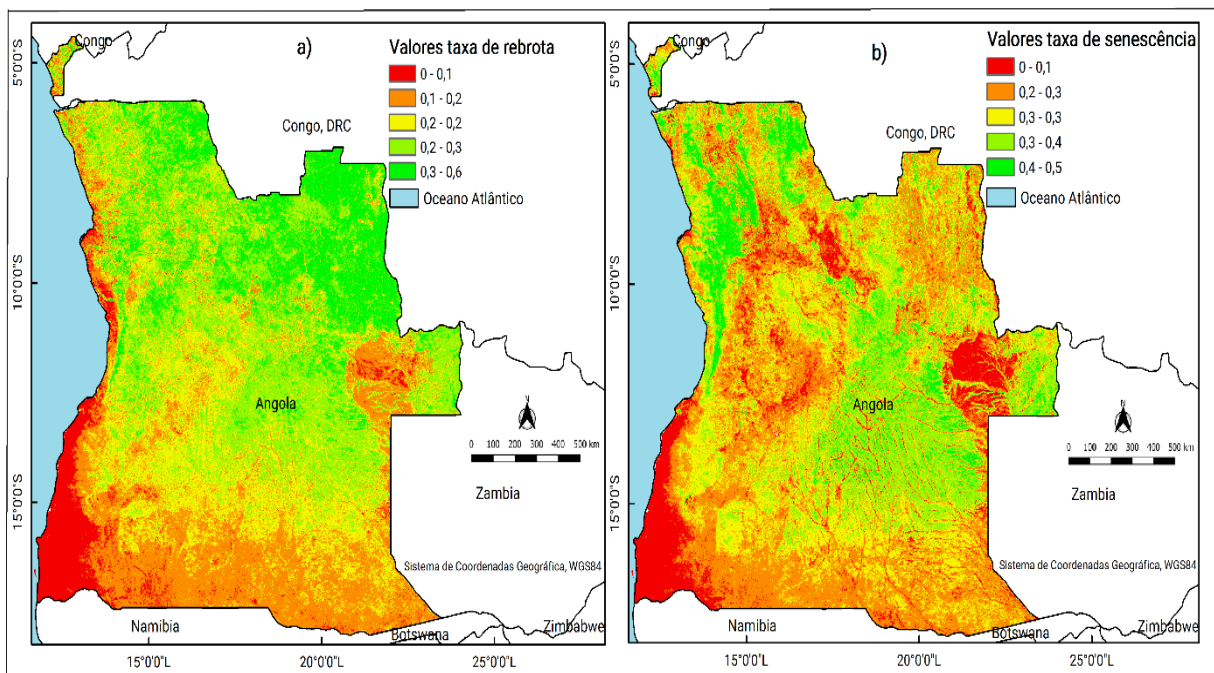 a)
Congo
Valores taxa de rebrota
0 - 0,1
0,1 - 0,2
0,2 - 0,2
0,2 - 0,3
0,3 - 0,6
Oceano Atlântico
Congo, DRC
Angola
N
0 100 200 300 400 500 km
Zambia
Sistema de Coordenadas Geográfica, WGS84
Namibia
Botswana
Zimbabwe
5°0'0"S
10°0'0"S
15°0'0"S
15°0'0"L
20°0'0"L
25°0'0"L
b)
Congo
Valores taxa de senescência
0 - 0,1
0,2 - 0,3
0,3 - 0,3
0,3 - 0,4
0,4 - 0,5
Oceano Atlântico
Congo, DRC
Angola
N
0 100 200 300 400 500 km
Zambia
Sistema de Coordenadas Geográfica, WGS84
Namibia
Botswana
Zimbabwe
5°0'0"S
10°0'0"S
15°0'0"S
15°0'0"L
20°0'0"L
25°0'0"L